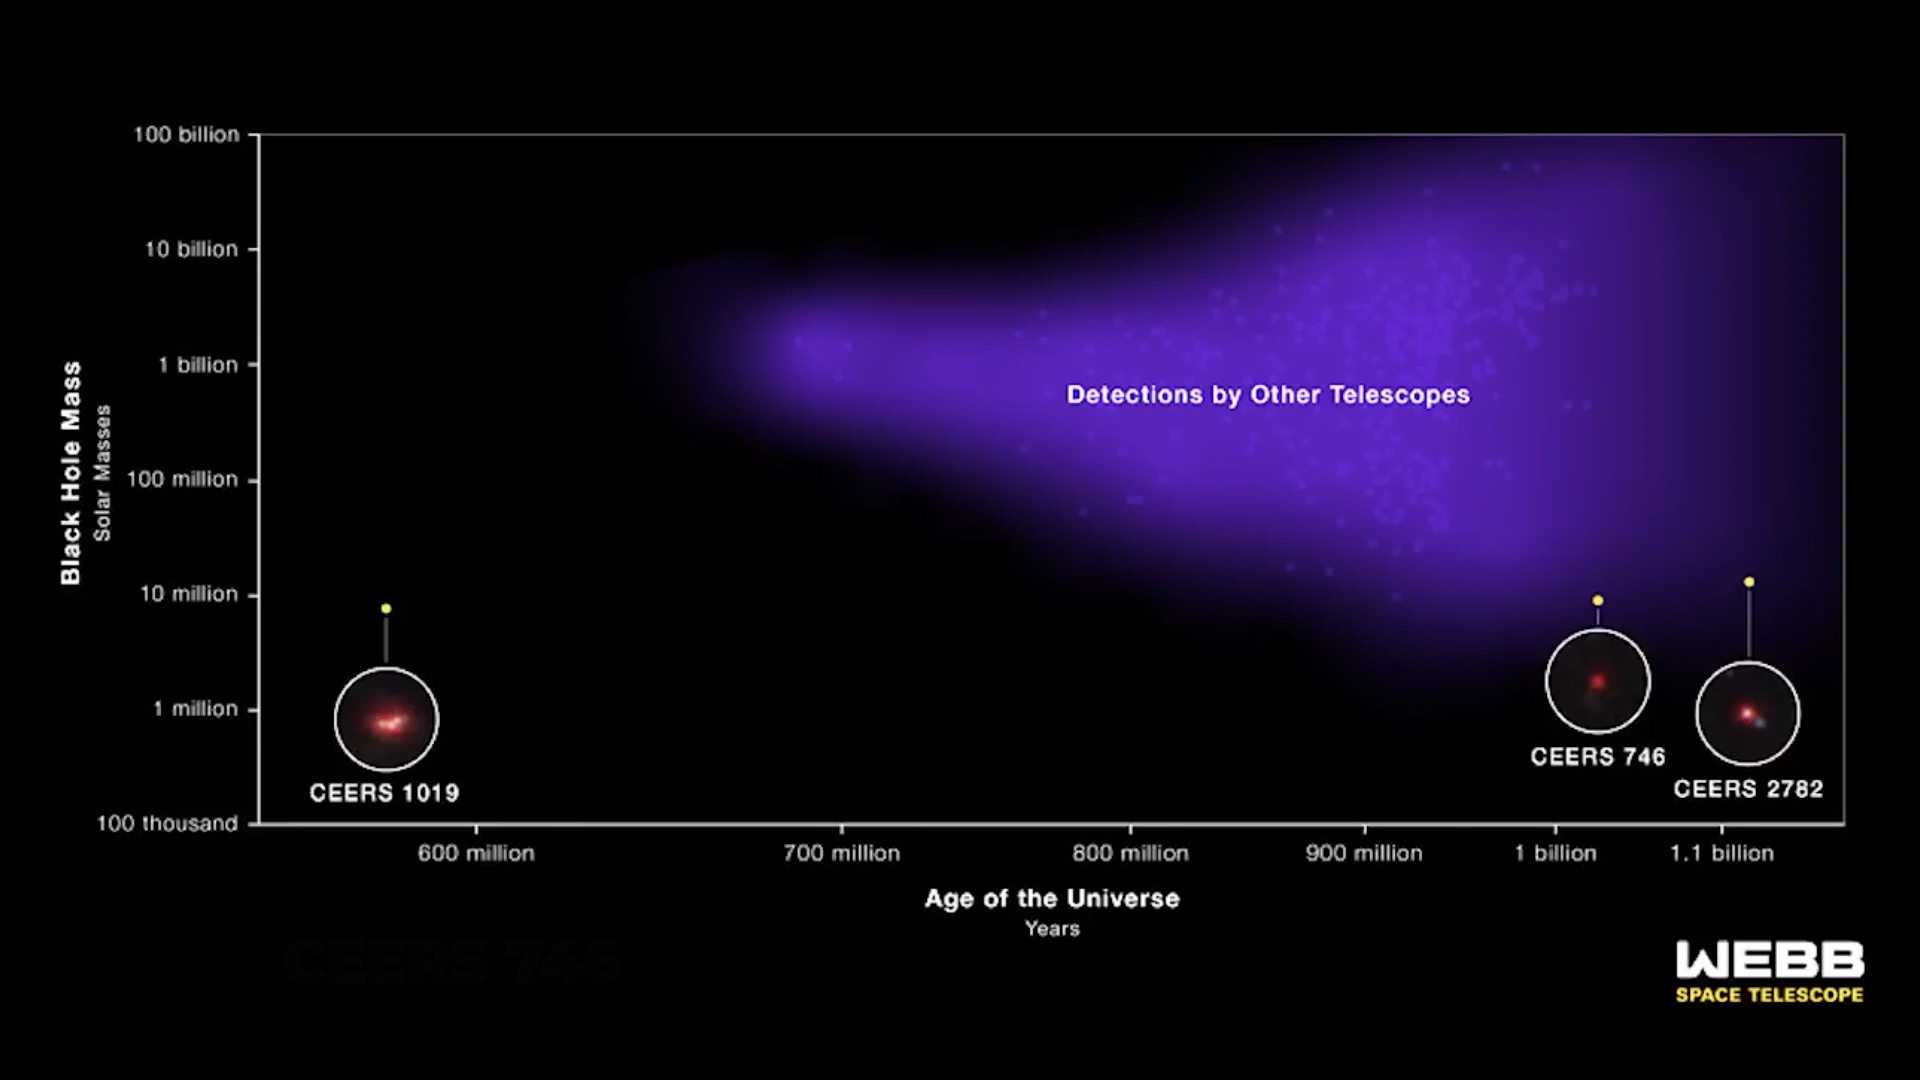 100 billion
10 billion
1 billion
100 million
10 million
1 million
100 thousand
Black Hole Mass
Solar Masses
Detections by Other Telescopes
CEERS 1019
CEERS 746
CEERS 2782
600 million
700 million
800 million
900 million
1 billion
1.1 billion
Age of the Universe
Years
CEERS 746
WEBB
SPACE TELESCOPE